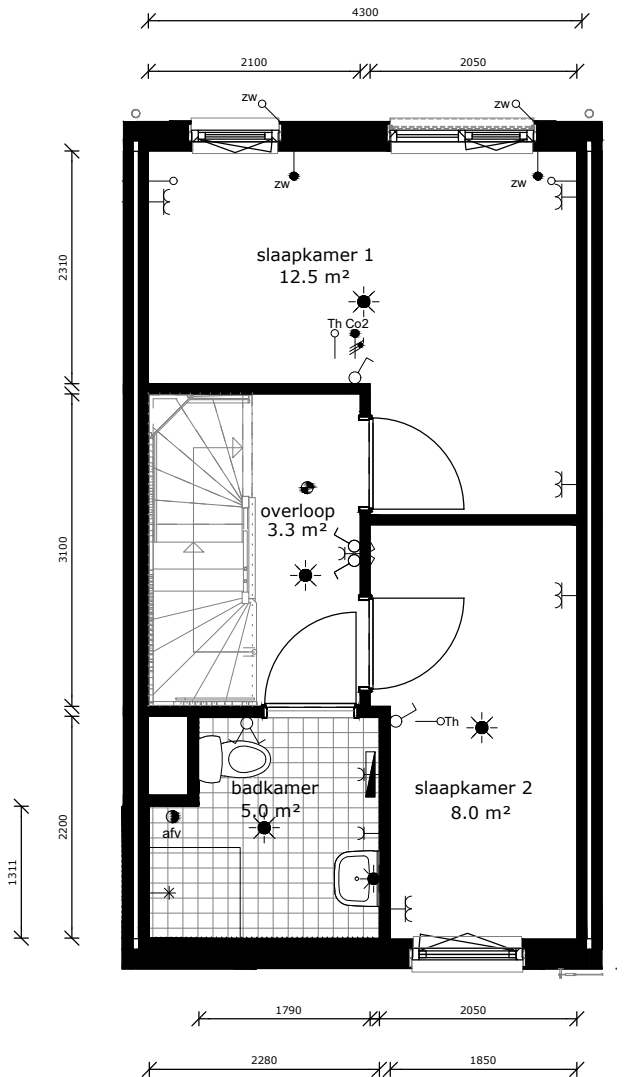 4300
2100
2050
zw
zw
zw
zw
2310
slaapkamer 1
12.5 m²
Th Co2
3100
overloop
3.3 m²
Th
badkamer
5.0 m²
slaapkamer 2
8.0 m²
afv
2200
1311
1790
2050
2280
1850